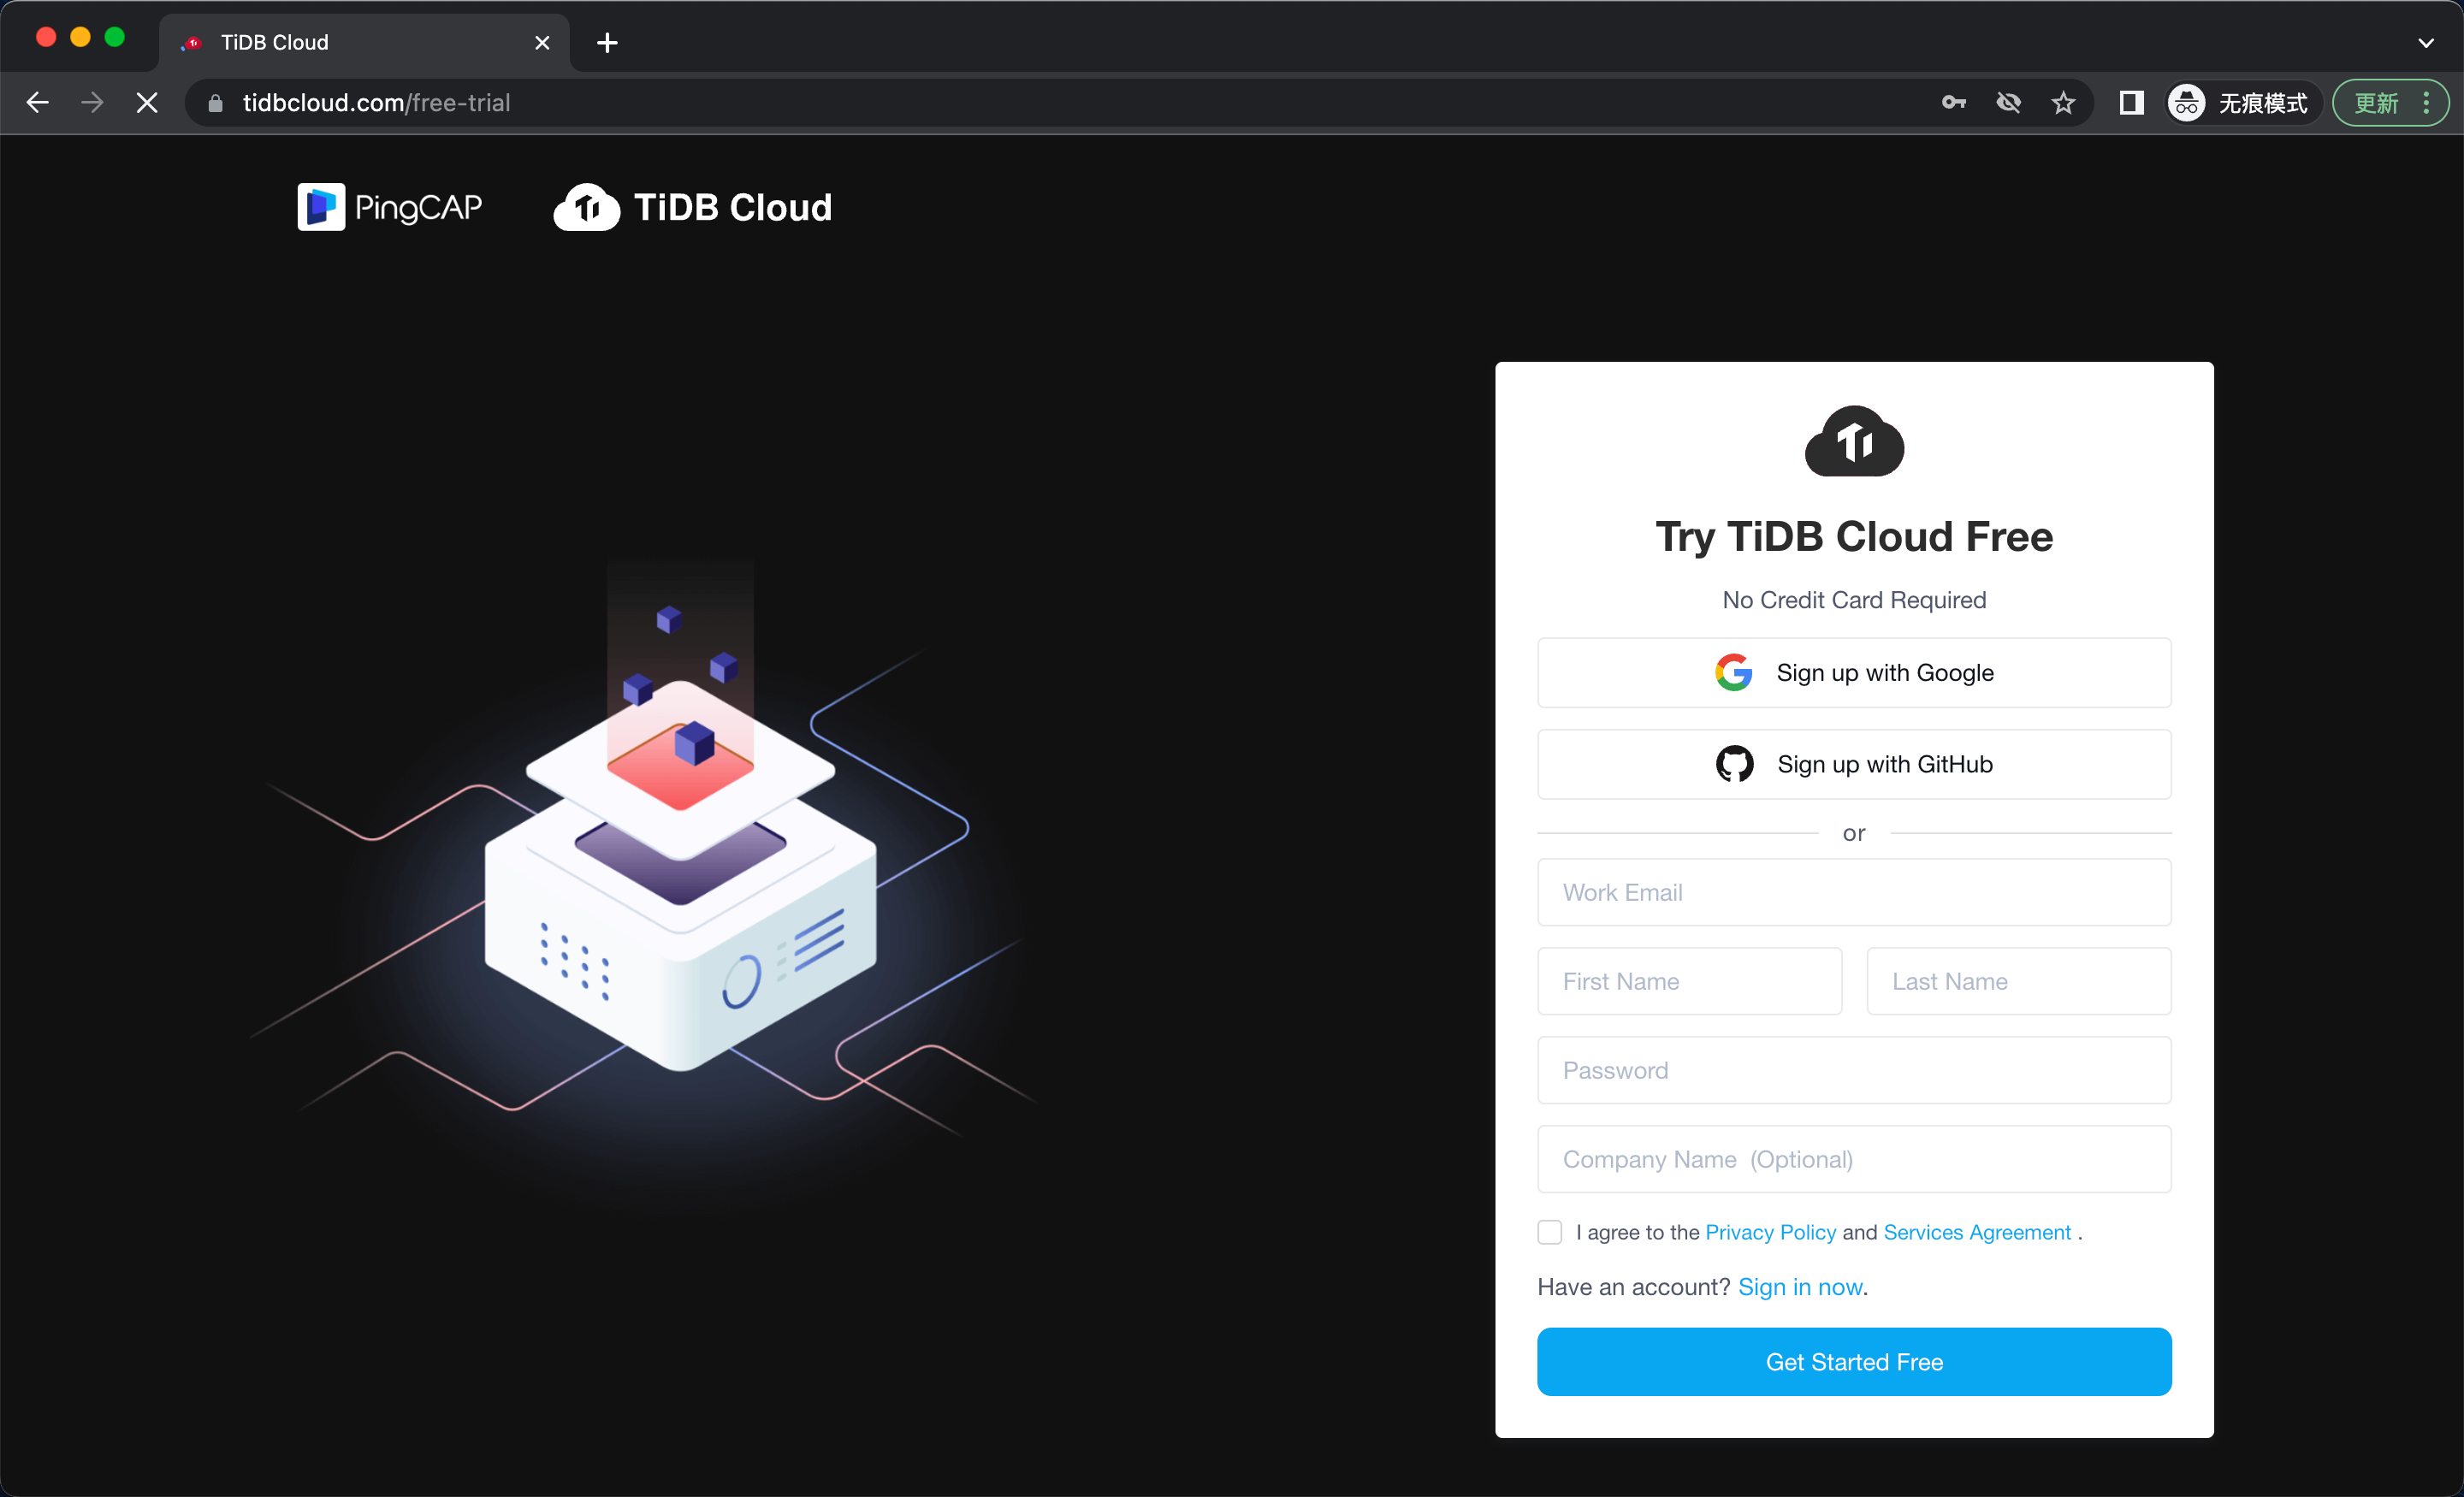 TiDB Cloud
tidbcloud.com/free-trial
无痕模式
更新
PingCAP
TiDB Cloud
Try TiDB Cloud Free
No Credit Card Required
Sign up with Google
Sign up with GitHub
or
Work Email
First Name
Last Name
Password
Company Name (Optional)
I agree to the Privacy Policy and Services Agreement .
Have an account? Sign in now.
Get Started Free